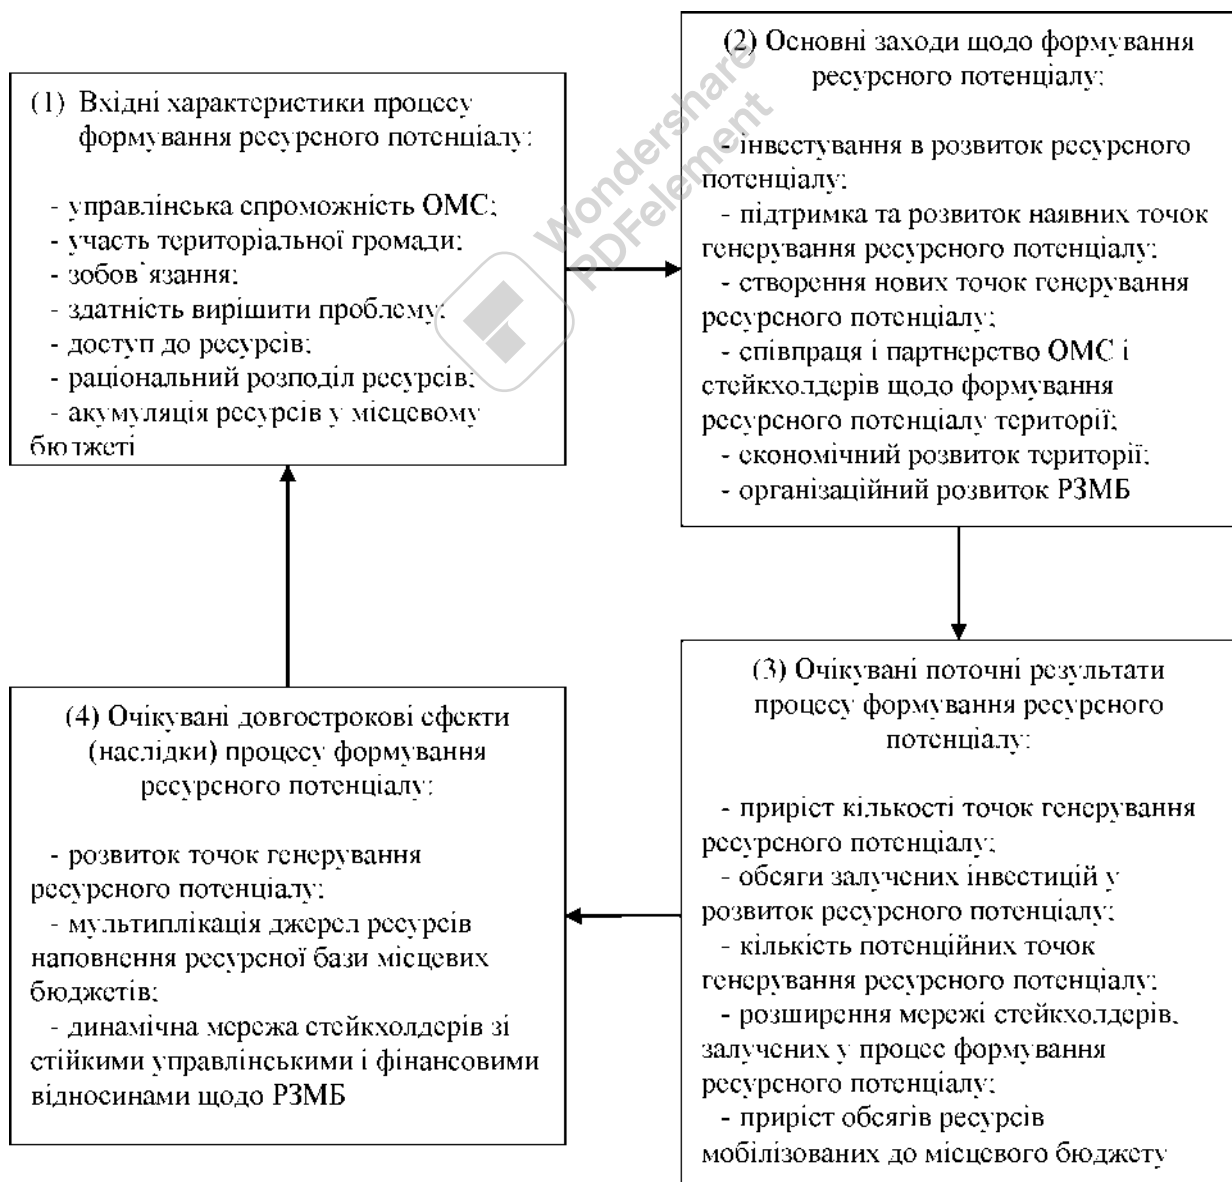 (1) Вхідні характеристики процесу
формування ресурсного потенціалу:
- управлінська спроможність ОМС;
- участь територіальної громади;
- зобов`язання;
- здатність вирішити проблему;
- доступ до ресурсів;
- раціональний розподіл ресурсів;
- акумуляція ресурсів у місцевому
бюджеті
(2) Основні заходи щодо формування
ресурсного потенціалу:
- інвестування в розвиток ресурсного
потенціалу;
- підтримка та розвиток наявних точок
генерування ресурсного потенціалу;
- створення нових точок генерування
ресурсного потенціалу;
- співпраця і партнерство ОМС і
стейкхолдерів щодо формування
ресурсного потенціалу території;
- економічний розвиток території;
- організаційний розвиток РЗМБ
(3) Очікувані поточні результати
процесу формування ресурсного
потенціалу:
- приріст кількості точок генерування
ресурсного потенціалу;
- обсяги залучених інвестицій у
розвиток ресурсного потенціалу;
- кількість потенційних точок
генерування ресурсного потенціалу;
- розширення мережі стейкхолдерів,
залучених у процес формування
ресурсного потенціалу;
- приріст обсягів ресурсів
мобілізованих до місцевого бюджету
(4) Очікувані довгострокові ефекти
(наслідки) процесу формування
ресурсного потенціалу:
- розвиток точок генерування
ресурсного потенціалу;
- мультиплікація джерел ресурсів
наповнення ресурсної бази місцевих
бюджетів;
- динамічна мережа стейкхолдерів зі
стійкими управлінськими і фінансовими
відносинами щодо РЗМБ
Wondershare
PDFelement